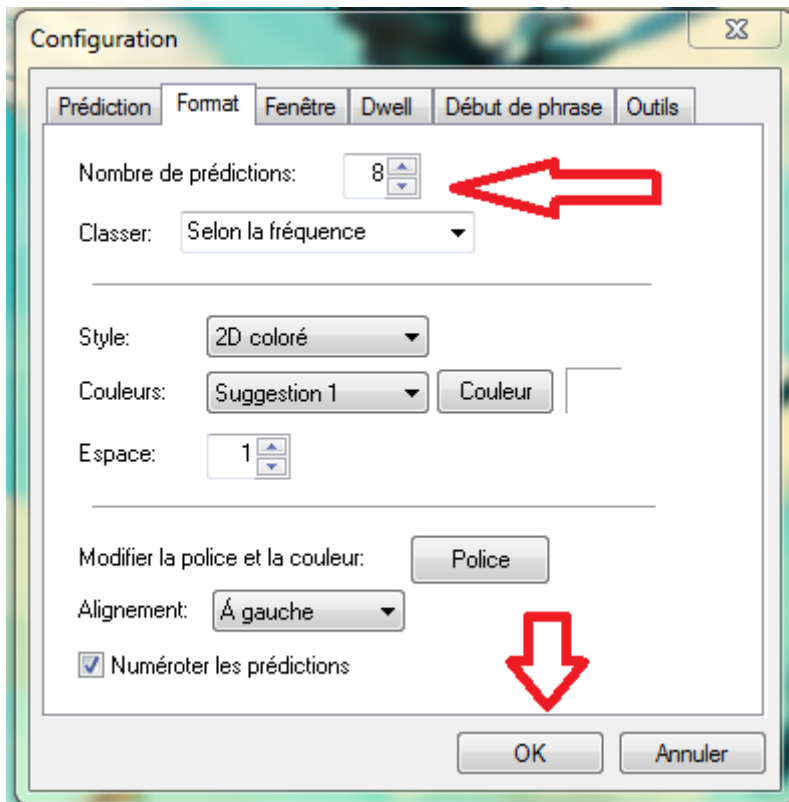 Configuration
Prédiction Format Fenêtre Dwell Début de phrase Outils
Nombre de prédictions: 8
Classer: Selon la fréquence
Style: 2D coloré
Couleurs: Suggestion 1 Couleur
Espace: 1
Modifier la police et la couleur: Police
Alignement: Á gauche
Numéroter les prédictions
OK Annuler